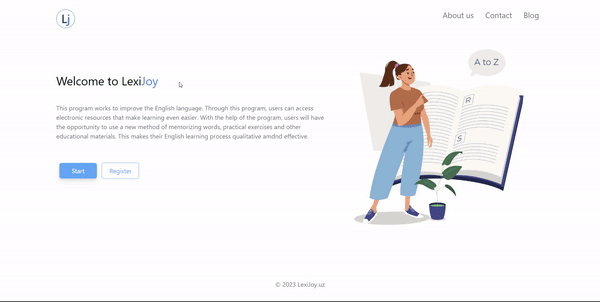 Lj
About us Contact Blog
A to Z
Welcome to LexiJoy
R
This program works to improve the English language. Through this program, users can access
electronic resources that make learning even easier. With the help of the program, users will have
the opportunity to use a new method of memorizing words, practical exercises and other
educational materials. This makes their English learning process qualitative amdnd effective.
S
Start Register
© 2023 LexiJoy.uz